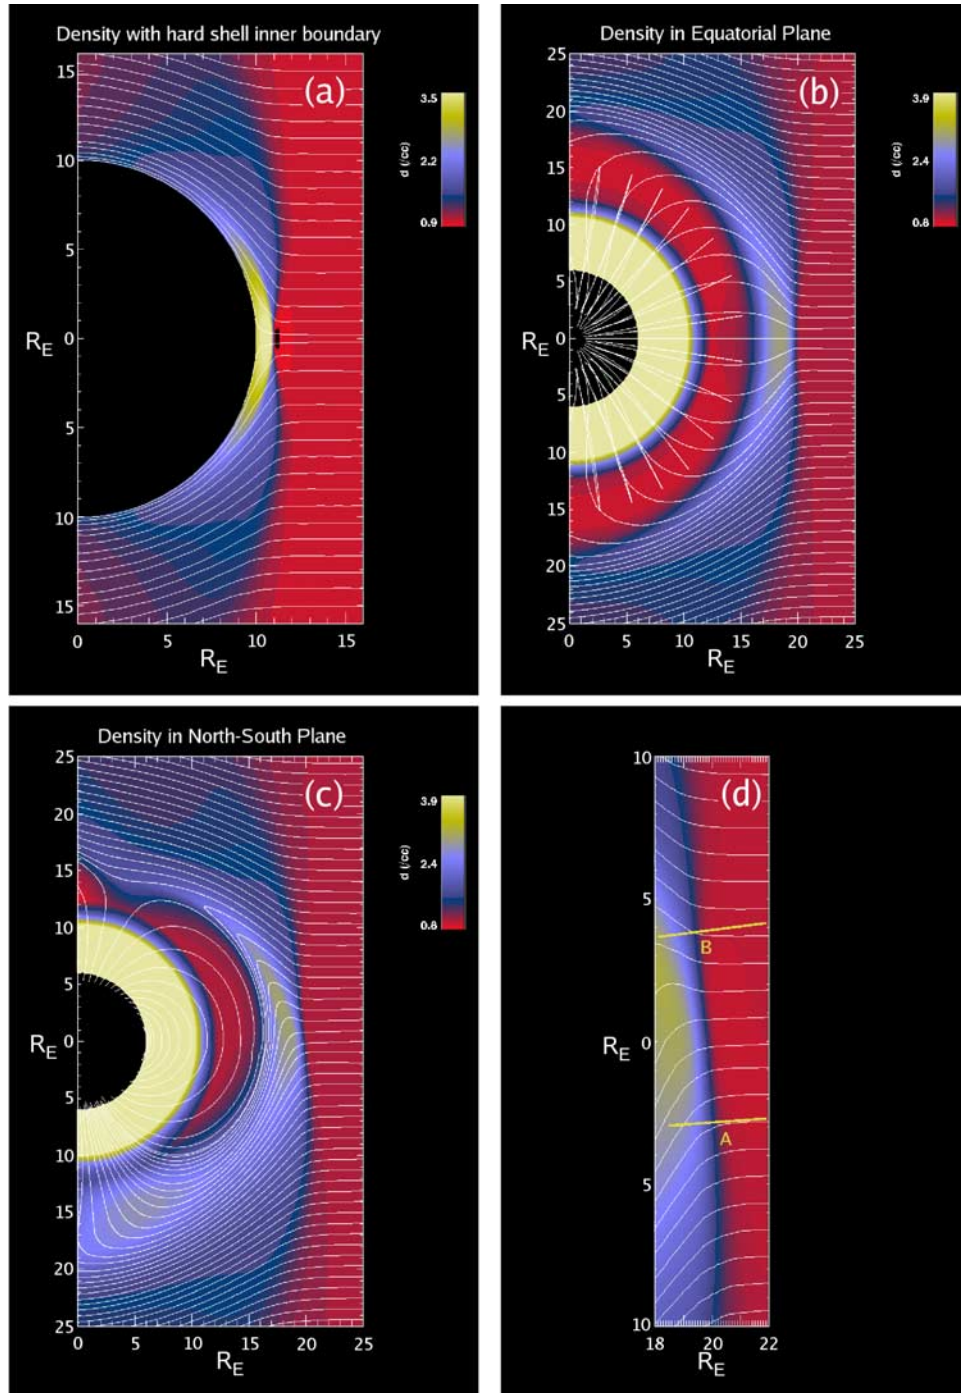 Density with hard shell inner boundary
(a)
15
10
5
R_E 0
5
10
15
0 5 10 15
R_E
3.5
2.2
0.9
d (/cc)
Density in Equatorial Plane
(b)
25
20
15
10
5
R_E 0
5
10
15
20
25
0 5 10 15 20 25
R_E
3.9
2.4
0.8
d (/cc)
Density in North-South Plane
(c)
25
20
15
10
5
R_E 0
5
10
15
20
25
0 5 10 15 20 25
R_E
3.9
2.4
0.8
d (/cc)
(d)
10
5
B
R_E 0
A
5
10
18 20 22
R_E